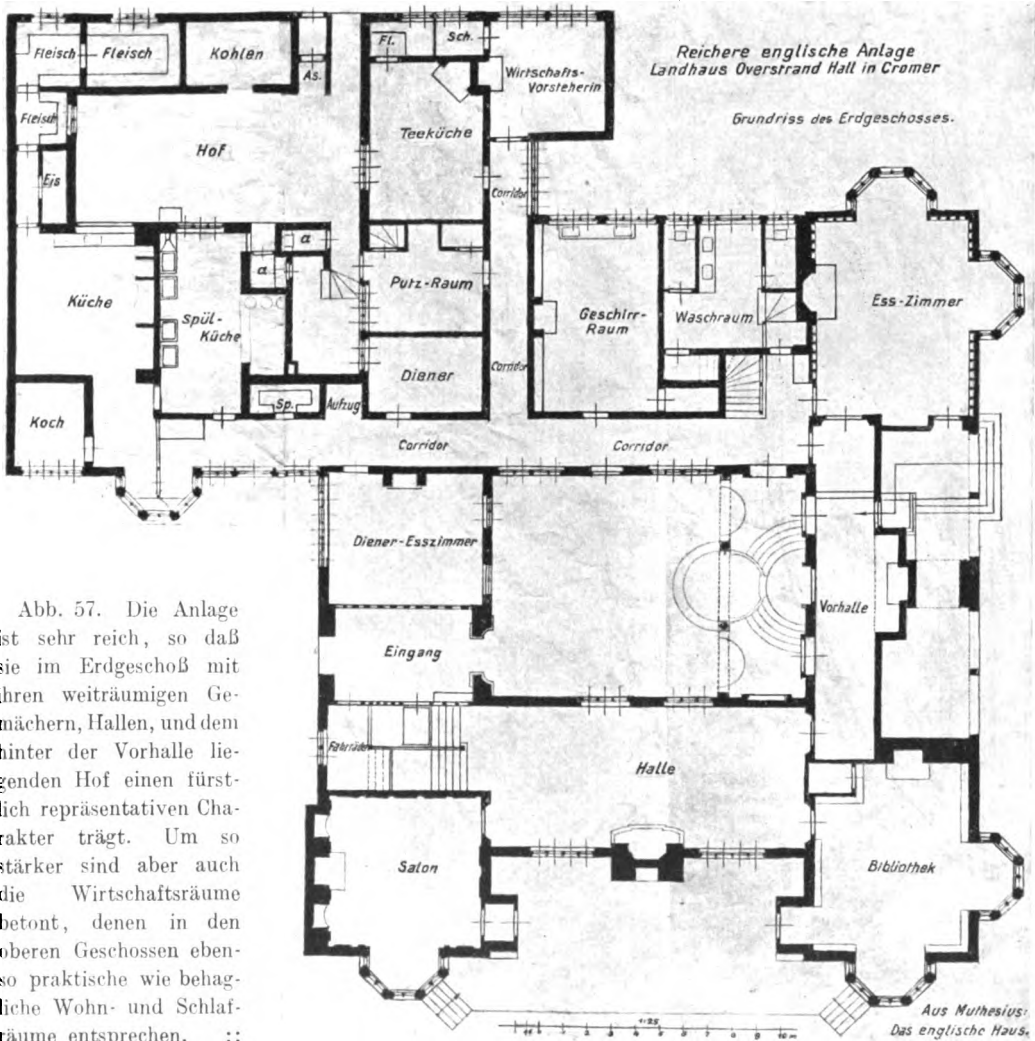 Reichere englische Anlage
Landhaus Overstrand Hall in Cromer
Grundriss des Erdgeschosses.
Fleisch
Fleisch
Kohlen
As.
Fl.
Sch.
Wirtschafts-
Vorsteherin
Fleisch
Hof
Teeküche
Eis
Corridor
a
a
Küche
Spül-
Küche
Putz-Raum
Geschirr-
Raum
Waschraum
Ess-Zimmer
Diener
Corridor
Koch
Sp.
Aufzug
Corridor
Corridor
Diener-Esszimmer
Vorhalle
Eingang
Fahrräder
Halle
Salon
Bibliothek
Abb. 57. Die Anlage
ist sehr reich, so daß
sie im Erdgeschoß mit
ihren weiträumigen Ge-
mächern, Hallen, und dem
hinter der Vorhalle lie-
genden Hof einen fürst-
lich repräsentativen Cha-
rakter trägt. Um so
stärker sind aber auch
die Wirtschaftsräume
betont, denen in den
oberen Geschossen eben-
so praktische wie behag-
liche Wohn- und Schlaf-
räume entsprechen. ::
Aus Muthesius:
Das englische Haus.